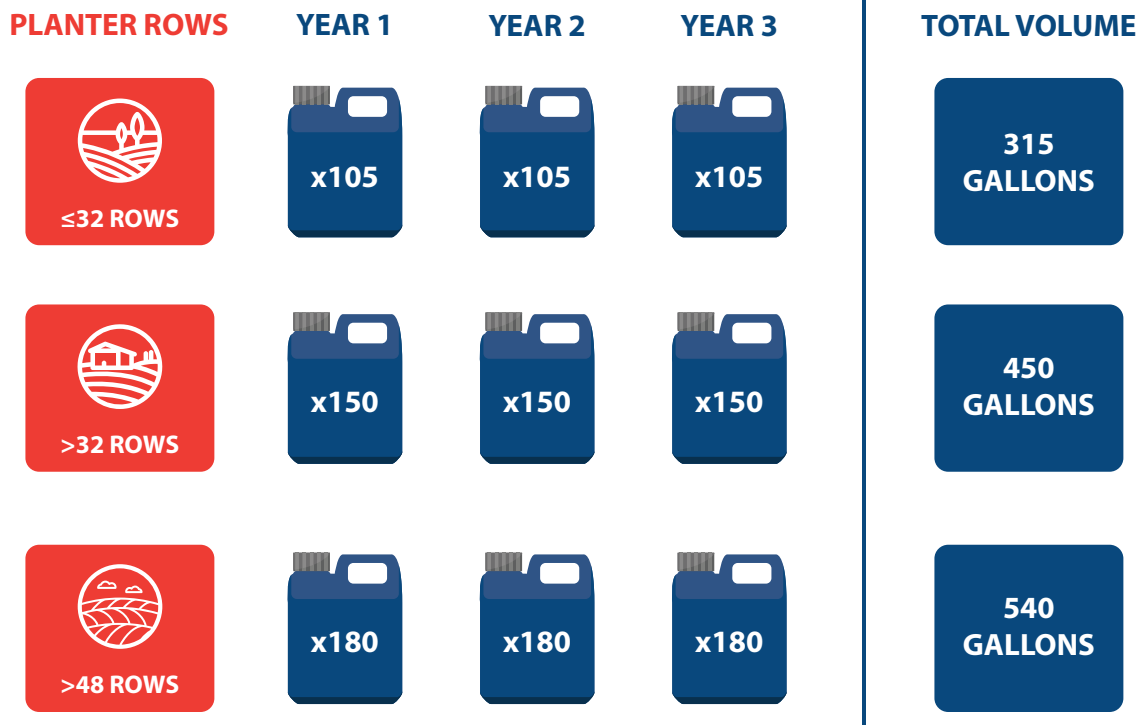 PLANTER ROWS YEAR 1 YEAR 2 YEAR 3 TOTAL VOLUME
≤32 ROWS x105 x105 x105 315 GALLONS
>32 ROWS x150 x150 x150 450 GALLONS
>48 ROWS x180 x180 x180 540 GALLONS